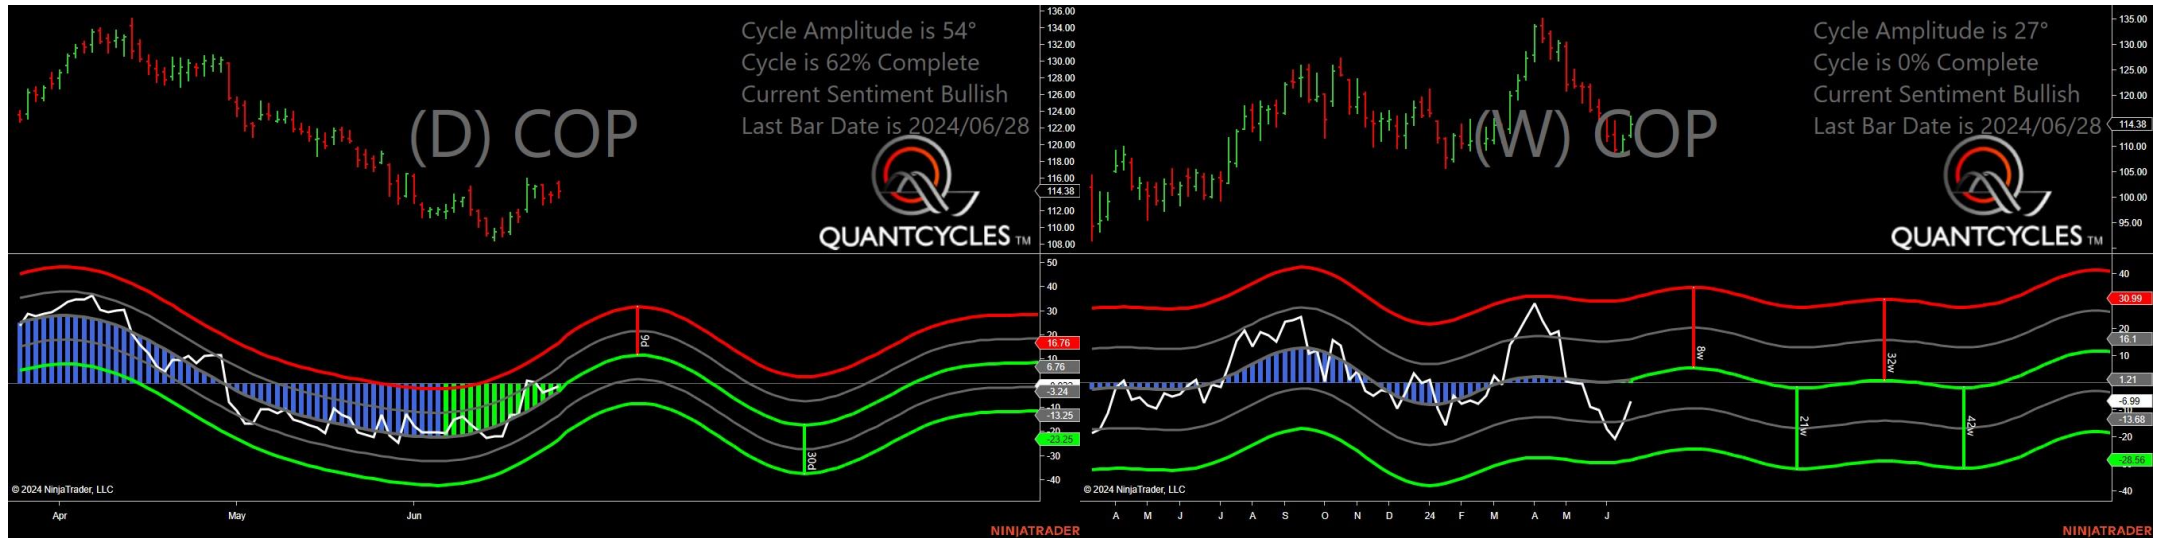 Cycle Amplitude is 54°
Cycle is 62% Complete
Current Sentiment Bullish
Last Bar Date is 2024/06/28
(D) COP
QUANTCYCLES TM
136.00
132.00
130.00
128.00
126.00
124.00
122.00
120.00
118.00
116.00
114.38
112.00
110.00
108.00
50
40
30
20
16.76
10
6.76
-3.24
-10
-13.25
-20
-23.25
-30
-40
9d
30d
© 2024 NinjaTrader, LLC
Apr May Jun
NINJATRADER
Cycle Amplitude is 27°
Cycle is 0% Complete
Current Sentiment Bullish
Last Bar Date is 2024/06/28
(W) COP
QUANTCYCLES TM
135.00
130.00
125.00
120.00
114.38
110.00
105.00
100.00
95.00
40
30.99
20
16.1
10
1.21
-6.99
-10
-13.68
-20
-28.56
-40
8w
32w
21w
42w
© 2024 NinjaTrader, LLC
A M J J A S O N D 24 F M A M J
NINJATRADER